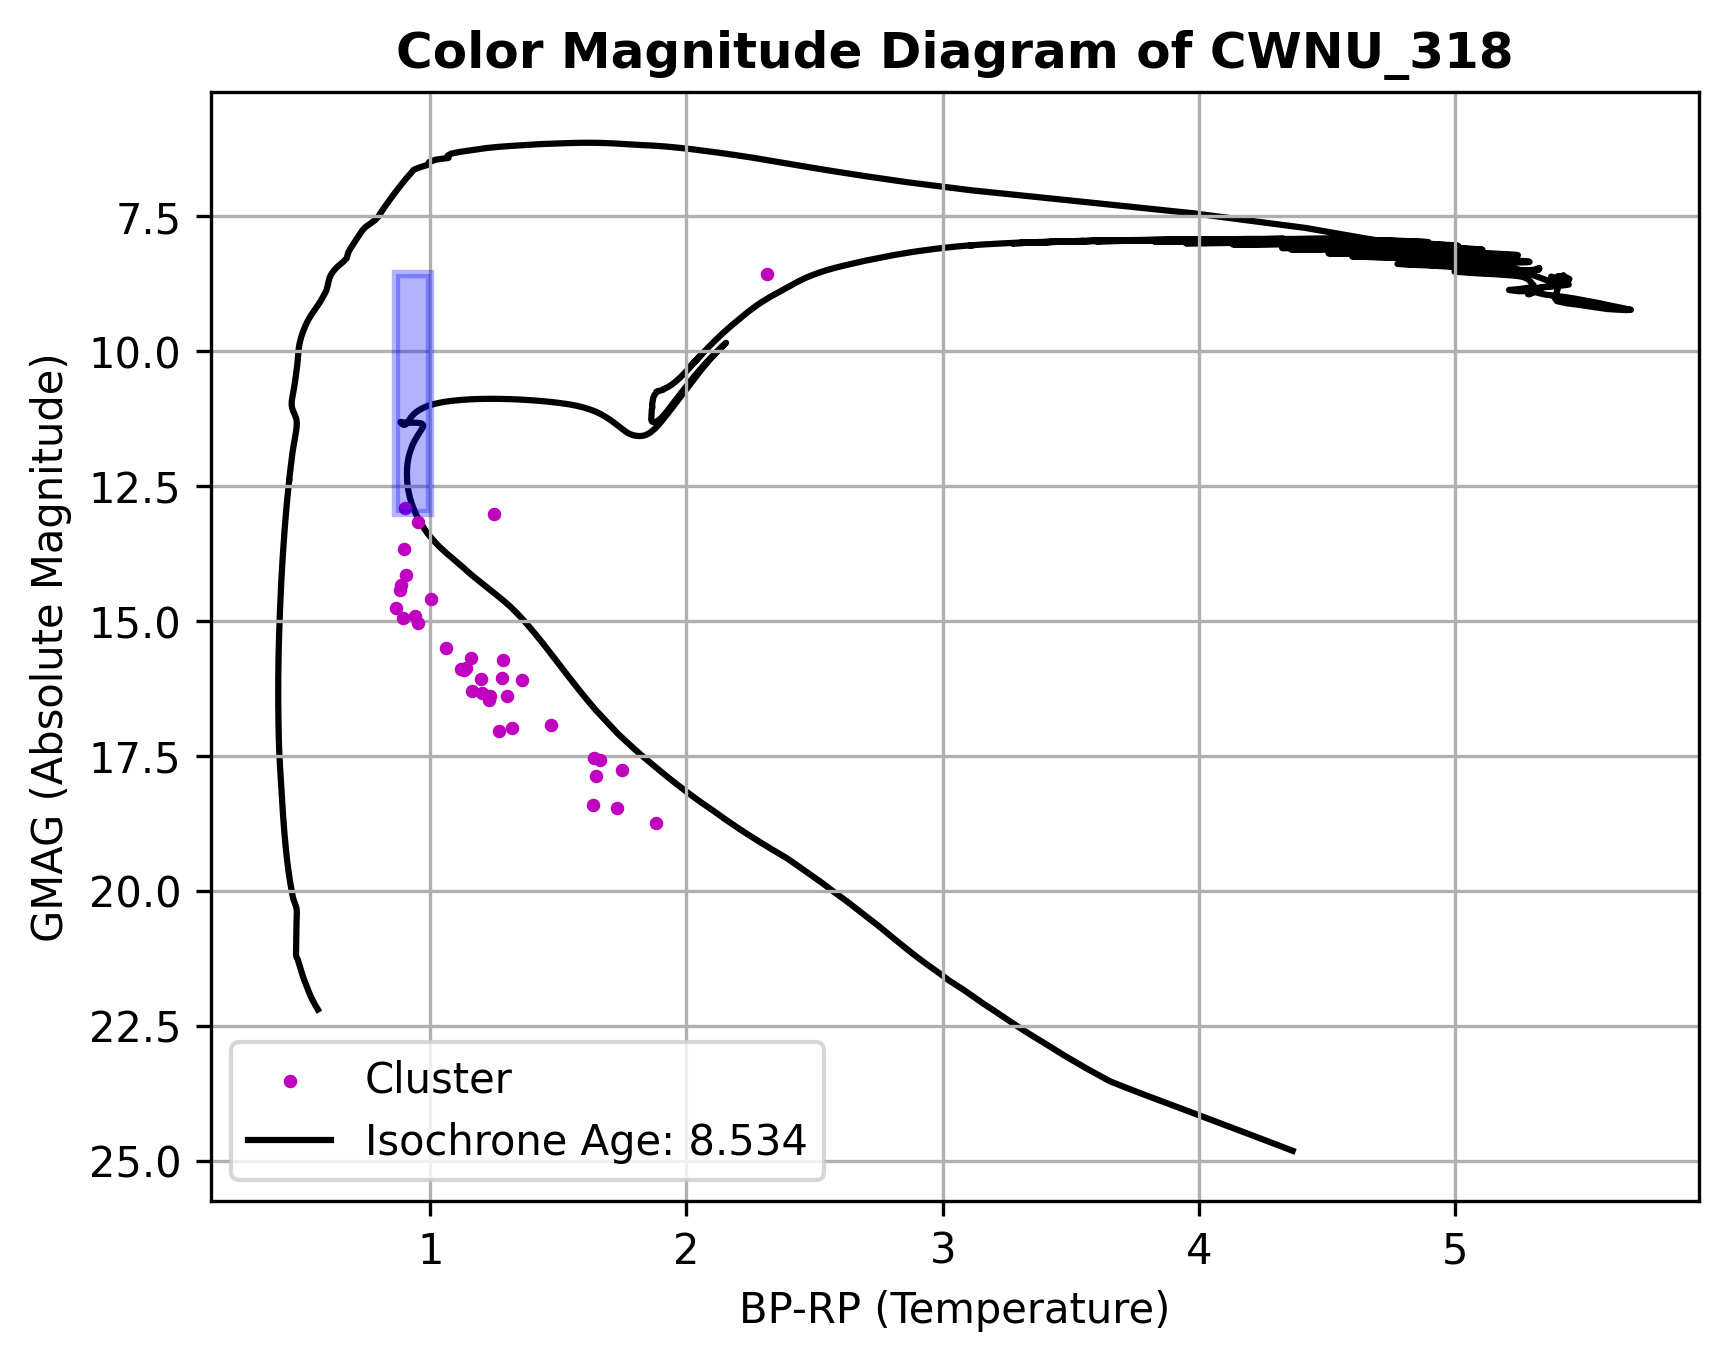 Color Magnitude Diagram of CWNU_318
GMAG (Absolute Magnitude)
7.5
10.0
12.5
15.0
17.5
20.0
22.5
25.0
Cluster
Isochrone Age: 8.534
1 2 3 4 5
BP-RP (Temperature)